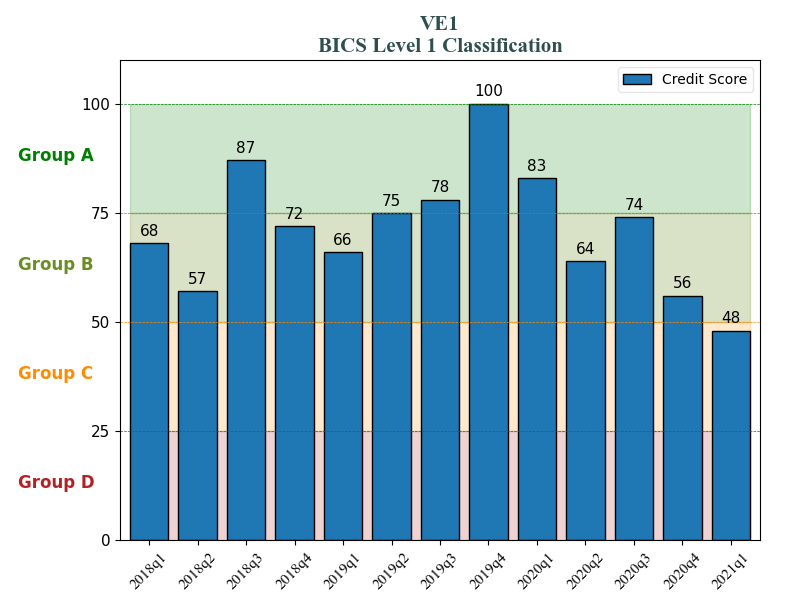 VE1
BICS Level 1 Classification
Credit Score
100
75
50
25
0
Group A
Group B
Group C
Group D
68
57
87
72
66
75
78
100
83
64
74
56
48
2018q1
2018q2
2018q3
2018q4
2019q1
2019q2
2019q3
2019q4
2020q1
2020q2
2020q3
2020q4
2021q1